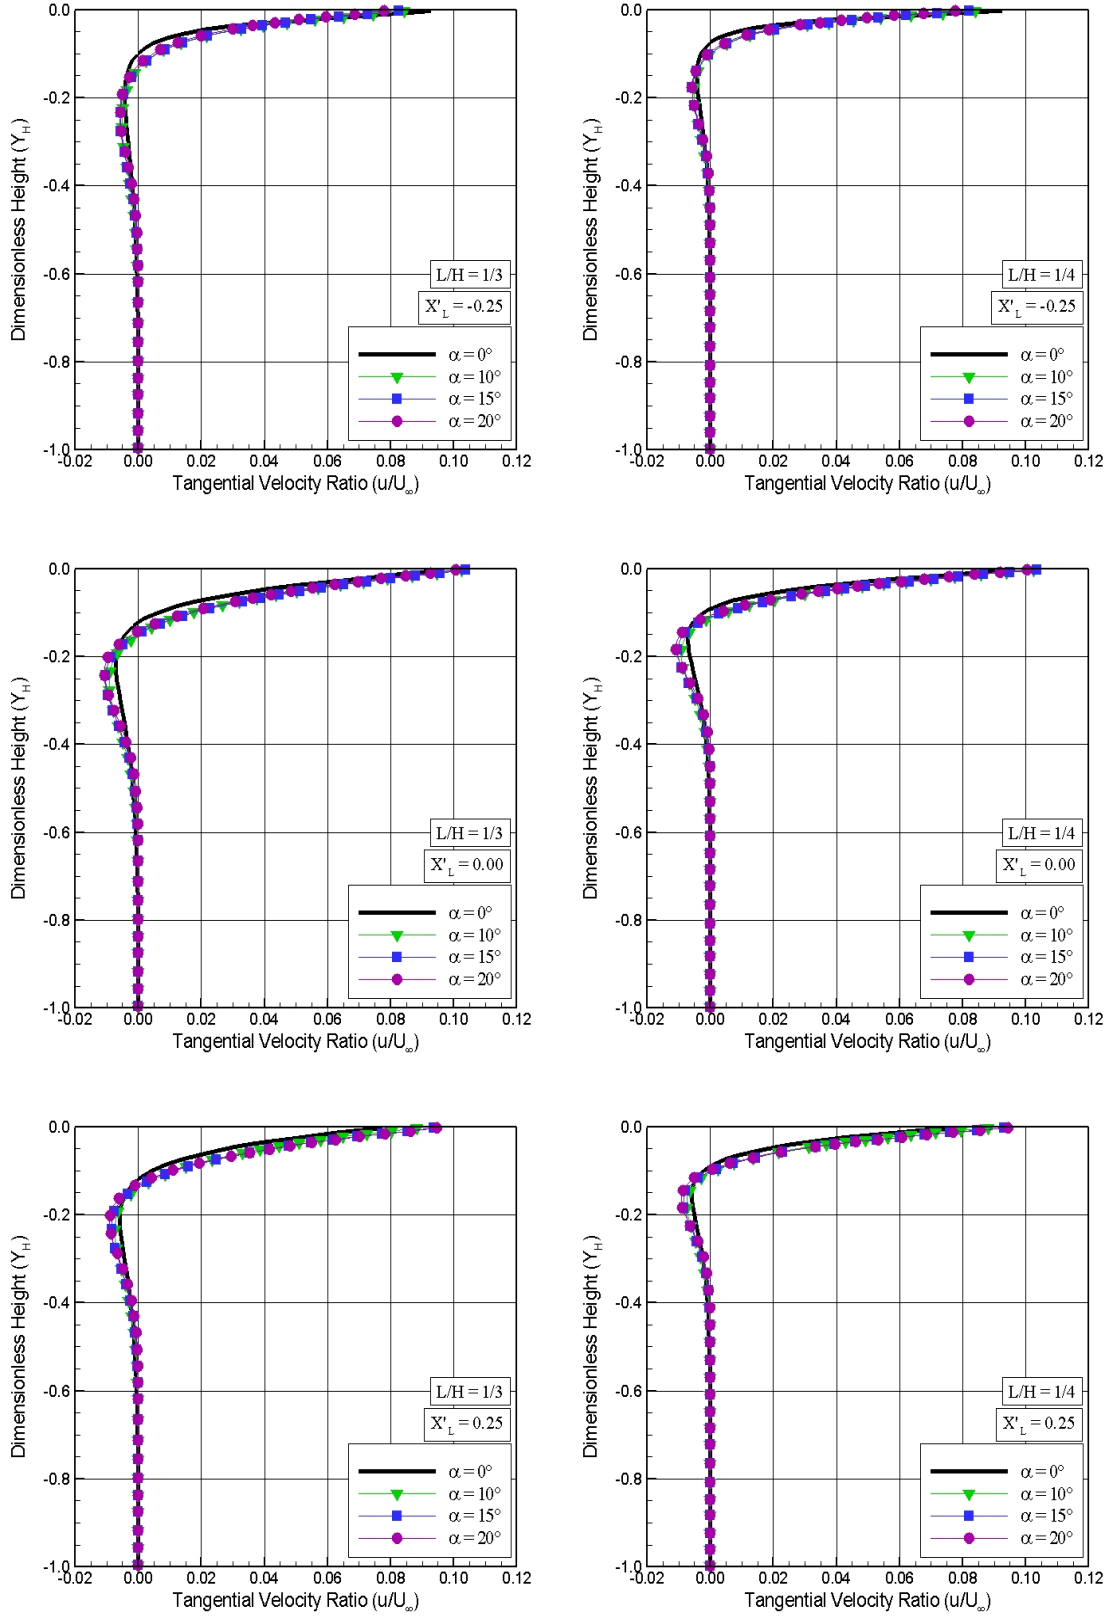 0.0
-0.2
-0.4
-0.6
-0.8
-1.0
Dimensionless Height (Y_H)
L/H = 1/3
X'_L = -0.25
α = 0°
α = 10°
α = 15°
α = 20°
-0.02 0.00 0.02 0.04 0.06 0.08 0.10 0.12
Tangential Velocity Ratio (u/U_∞)
0.0
-0.2
-0.4
-0.6
-0.8
-1.0
Dimensionless Height (Y_H)
L/H = 1/4
X'_L = -0.25
α = 0°
α = 10°
α = 15°
α = 20°
-0.02 0.00 0.02 0.04 0.06 0.08 0.10 0.12
Tangential Velocity Ratio (u/U_∞)
0.0
-0.2
-0.4
-0.6
-0.8
-1.0
Dimensionless Height (Y_H)
L/H = 1/3
X'_L = 0.00
α = 0°
α = 10°
α = 15°
α = 20°
-0.02 0.00 0.02 0.04 0.06 0.08 0.10 0.12
Tangential Velocity Ratio (u/U_∞)
0.0
-0.2
-0.4
-0.6
-0.8
-1.0
Dimensionless Height (Y_H)
L/H = 1/4
X'_L = 0.00
α = 0°
α = 10°
α = 15°
α = 20°
-0.02 0.00 0.02 0.04 0.06 0.08 0.10 0.12
Tangential Velocity Ratio (u/U_∞)
0.0
-0.2
-0.4
-0.6
-0.8
-1.0
Dimensionless Height (Y_H)
L/H = 1/3
X'_L = 0.25
α = 0°
α = 10°
α = 15°
α = 20°
-0.02 0.00 0.02 0.04 0.06 0.08 0.10 0.12
Tangential Velocity Ratio (u/U_∞)
0.0
-0.2
-0.4
-0.6
-0.8
-1.0
Dimensionless Height (Y_H)
L/H = 1/4
X'_L = 0.25
α = 0°
α = 10°
α = 15°
α = 20°
-0.02 0.00 0.02 0.04 0.06 0.08 0.10 0.12
Tangential Velocity Ratio (u/U_∞)